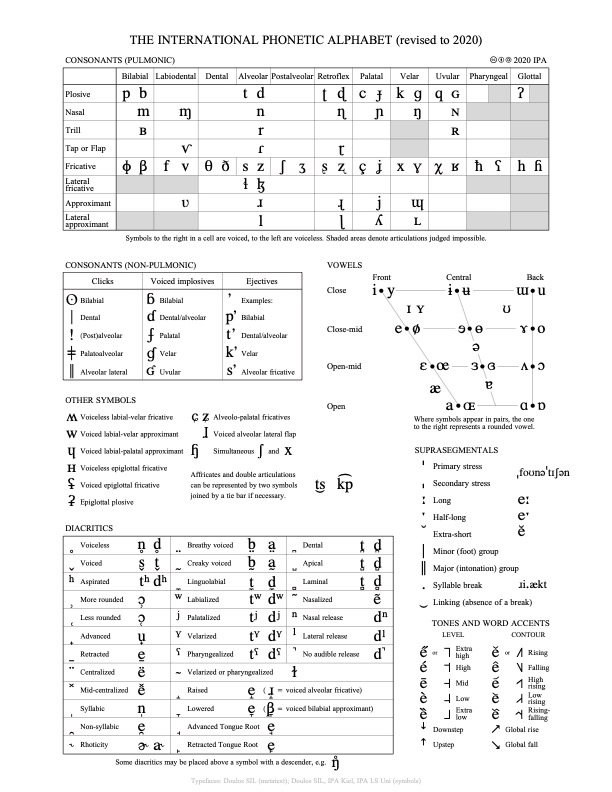 THE INTERNATIONAL PHONETIC ALPHABET (revised to 2020)
CONSONANTS (PULMONIC) 2020 IPA
Bilabial Labiodental Dental Alveolar Postalveolar Retroflex Palatal Velar Uvular Pharyngeal Glottal
Plosive p b t d ʈ ɖ c ɟ k ɡ q ɢ ʔ
Nasal m ɱ n ɳ ɲ ŋ ɴ
Trill ʙ r ʀ
Tap or Flap ⱱ ɾ ɽ
Fricative ɸ β f v θ ð s z ʃ ʒ ʂ ʐ ç ʝ x ɣ χ ʁ ħ ʕ h ɦ
Lateral
fricative ɬ ɮ
Approximant ʋ ɹ ɻ j ɰ
Lateral
approximant l ɭ ʎ ʟ
Symbols to the right in a cell are voiced, to the left are voiceless. Shaded areas denote articulations judged impossible.
CONSONANTS (NON-PULMONIC)
Clicks Voiced implosives Ejectives
ʘ Bilabial ɓ Bilabial ʼ Examples:
ǀ Dental ɗ Dental/alveolar pʼ Bilabial
ǃ (Post)alveolar ʄ Palatal tʼ Dental/alveolar
ǂ Palatoalveolar ɠ Velar kʼ Velar
ǁ Alveolar lateral ʛ Uvular sʼ Alveolar fricative
VOWELS
Front Central Back
Close i y ɨ ʉ ɯ u
ɪ ʏ ʊ
Close-mid e ø ɘ ɵ ɤ o
ə
Open-mid ɛ œ ɜ ɞ ʌ ɔ
æ ɐ
Open a ɶ ɑ ɒ
Where symbols appear in pairs, the one
to the right represents a rounded vowel.
OTHER SYMBOLS
ʍ Voiceless labial-velar fricative ɕ ʑ Alveolo-palatal fricatives
w Voiced labial-velar approximant ɺ Voiced alveolar lateral flap
ɥ Voiced labial-palatal approximant ɧ Simultaneous ʃ and x
ʜ Voiceless epiglottal fricative
ʢ Voiced epiglottal fricative
ʡ Epiglottal plosive
Affricates and double articulations
can be represented by two symbols
joined by a tie bar if necessary.
t͜s k͡p
SUPRASEGMENTALS
ˈ Primary stress ˌfoʊnəˈtɪʃən
ˌ Secondary stress
ː Long eː
ˑ Half-long eˑ
̆ Extra-short ĕ
| Minor (foot) group
‖ Major (intonation) group
. Syllable break ɹi.ækt
‿ Linking (absence of a break)
DIACRITICS
̥ Voiceless n̥ d̥ ̤ Breathy voiced b̤ a̤ ̪ Dental t̪ d̪
̬ Voiced s̬ t̬ ̰ Creaky voiced b̰ a̰ ̺ Apical t̺ d̺
ʰ Aspirated tʰ dʰ ̼ Linguolabial t̼ d̼ ̻ Laminal t̻ d̻
̹ More rounded ɔ̹ ʷ Labialized tʷ dʷ ̃ Nasalized ẽ
̜ Less rounded ɔ̜ ʲ Palatalized tʲ dʲ ⁿ Nasal release dⁿ
̟ Advanced u̟ ˠ Velarized tˠ dˠ ˡ Lateral release dˡ
̠ Retracted e̠ ˤ Pharyngealized tˤ dˤ ̚ No audible release d̚
̈ Centralized ë ̴ Velarized or pharyngealized ɫ
̽ Mid-centralized e̽ ̝ Raised e̝ ( ɹ̝ = voiced alveolar fricative)
̩ Syllabic n̩ ̞ Lowered e̞ ( β̞ = voiced bilabial approximant)
̯ Non-syllabic e̯ ̘ Advanced Tongue Root e̘
˞ Rhoticity ɚ a˞ ̙ Retracted Tongue Root e̙
Some diacritics may be placed above a symbol with a descender, e.g. ŋ̊
TONES AND WORD ACCENTS
LEVEL CONTOUR
e̋ or ˥ Extra high ě or ˩˥ Rising
é ˦ High ê ˥˩ Falling
ē ˧ Mid e᷄ ˦˥ High rising
è ˨ Low e᷅ ˩˨ Low rising
ȅ ˩ Extra low e᷈ ˧˦˧ Rising-falling
ꜜ Downstep ↗ Global rise
ꜛ Upstep ↘ Global fall
Typefaces: Doulos SIL (metatext); Doulos SIL, IPA Kiel, IPA LS Uni (symbols)